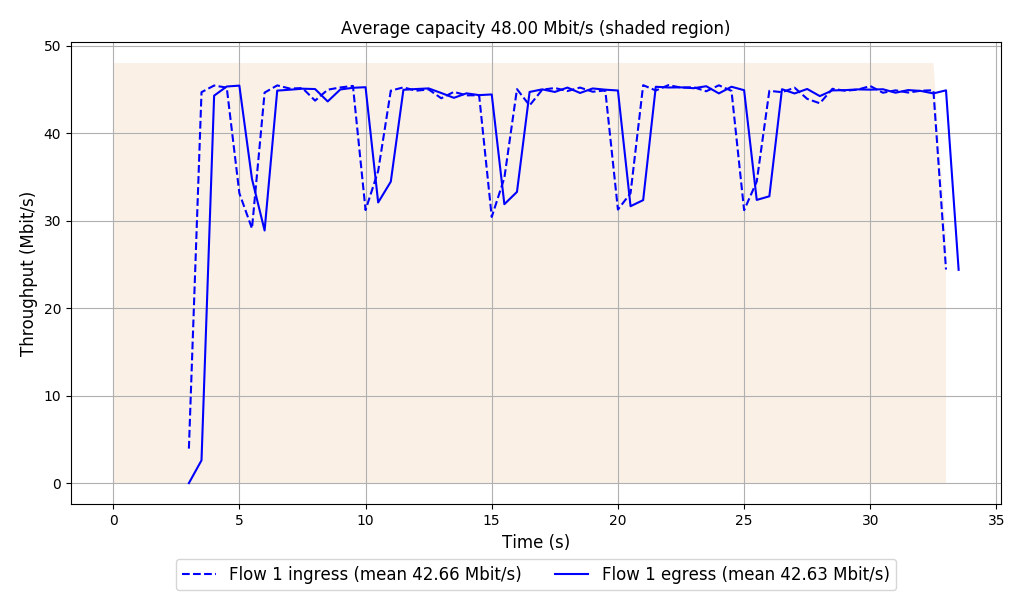 Average capacity 48.00 Mbit/s (shaded region)
50
40
30
20
10
0
Throughput (Mbit/s)
0 5 10 15 20 25 30 35
Time (s)
Flow 1 ingress (mean 42.66 Mbit/s) Flow 1 egress (mean 42.63 Mbit/s)